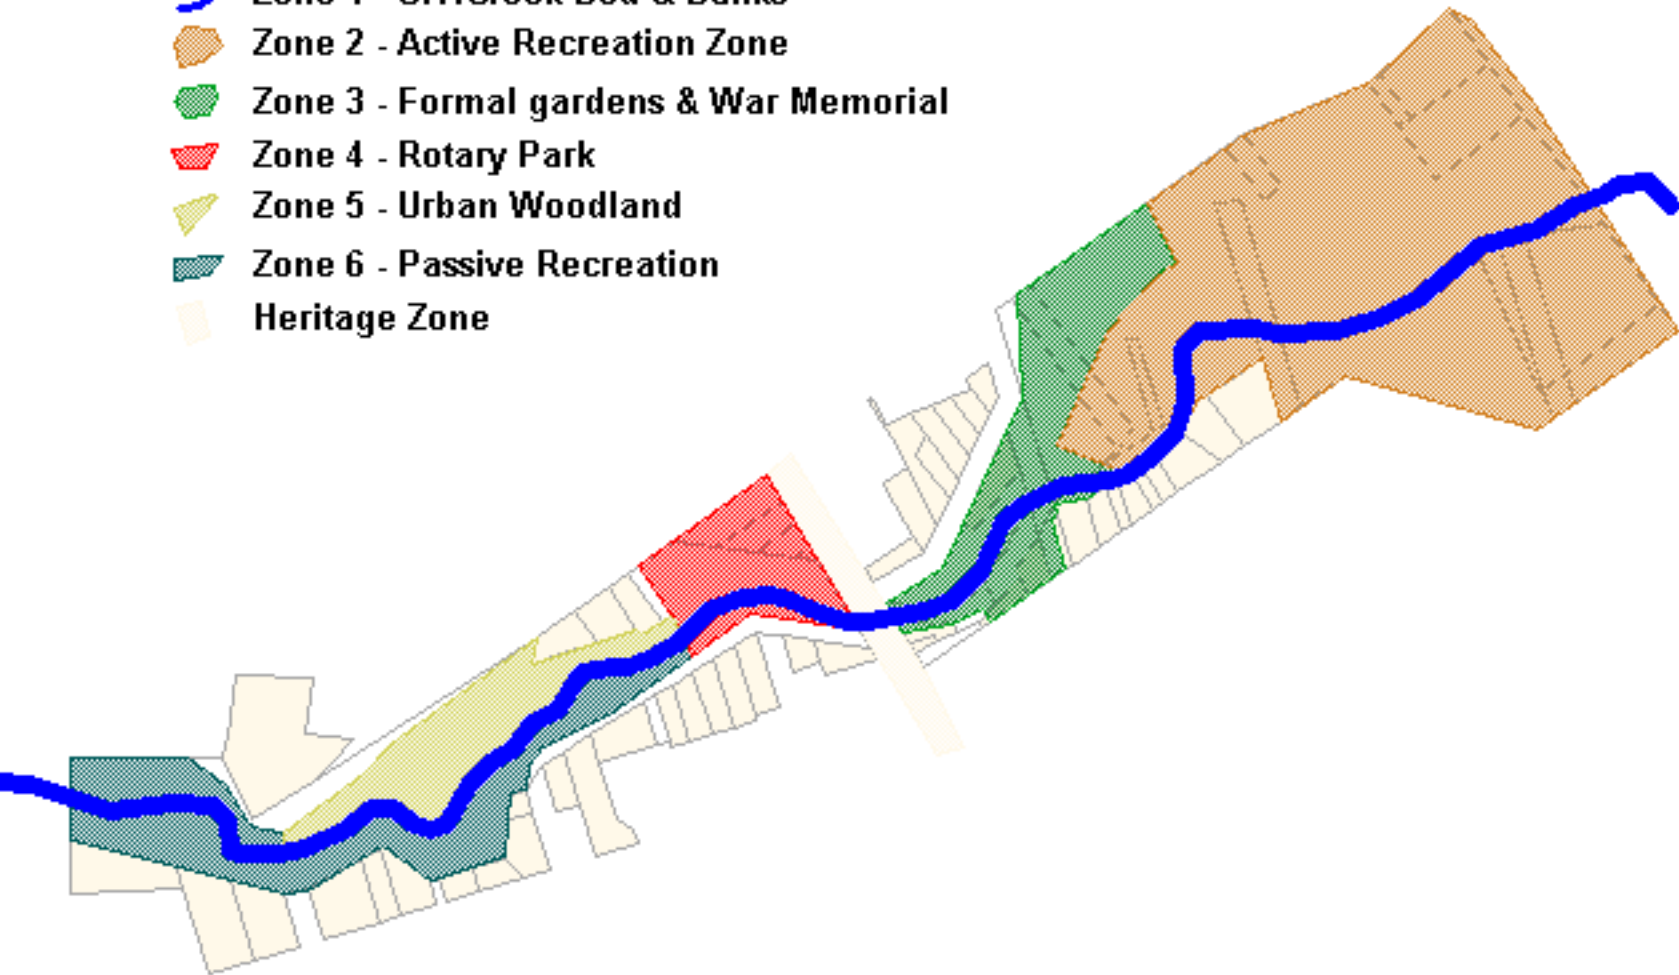 Zone 2 - Active Recreation Zone
Zone 3 - Formal gardens & War Memorial
Zone 4 - Rotary Park
Zone 5 - Urban Woodland
Zone 6 - Passive Recreation
Heritage Zone